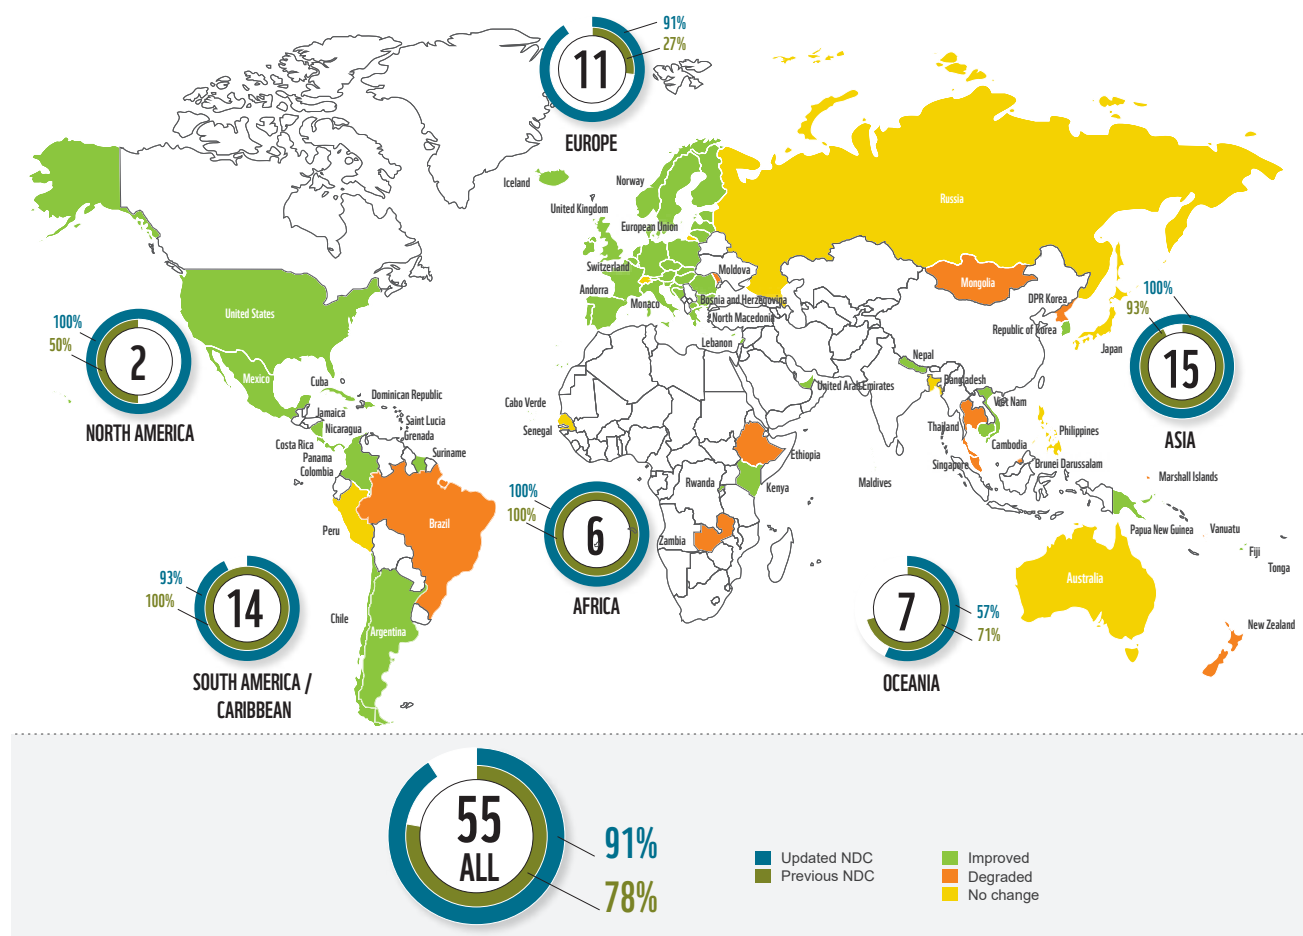 91%
27%
11
EUROPE
Iceland
Norway
United Kingdom
European Union
Switzerland
Andorra
Monaco
Moldova
Bosnia and Herzegovina
North Macedonia
Lebanon
Russia
Mongolia
DPR Korea
Republic of Korea
Japan
100%
93%
15
ASIA
United States
Mexico
100%
50%
2
NORTH AMERICA
Cuba
Dominican Republic
Jamaica
Nicaragua
Saint Lucia
Grenada
Costa Rica
Panama
Colombia
Suriname
Peru
Brazil
Chile
Argentina
93%
100%
14
SOUTH AMERICA /
CARIBBEAN
Cabo Verde
Senegal
Ethiopia
Rwanda
Kenya
Zambia
100%
100%
6
AFRICA
United Arab Emirates
Nepal
Bangladesh
Viet Nam
Thailand
Cambodia
Philippines
Singapore
Brunei Darussalam
Maldives
Marshall Islands
Papua New Guinea
Vanuatu
Fiji
Tonga
Australia
New Zealand
57%
71%
7
OCEANIA
55
ALL
91%
78%
Updated NDC
Previous NDC
Improved
Degraded
No change